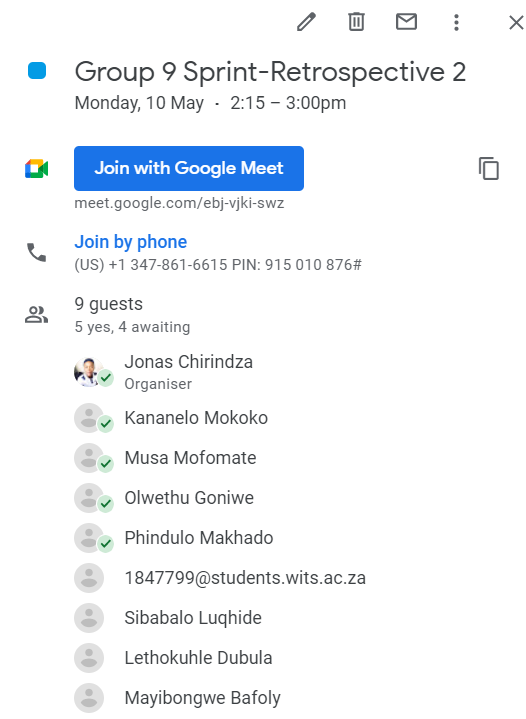 Group 9 Sprint-Retrospective 2
Monday, 10 May · 2:15 – 3:00pm
Join with Google Meet
meet.google.com/ebj-vjki-swz
Join by phone
(US) +1 347-861-6615 PIN: 915 010 876#
9 guests
5 yes, 4 awaiting
Jonas Chirindza
Organiser
Kananelo Mokoko
Musa Mofomate
Olwethu Goniwe
Phindulo Makhado
1847799@students.wits.ac.za
Sibabalo Luqhide
Lethokuhle Dubula
Mayibongwe Bafoly